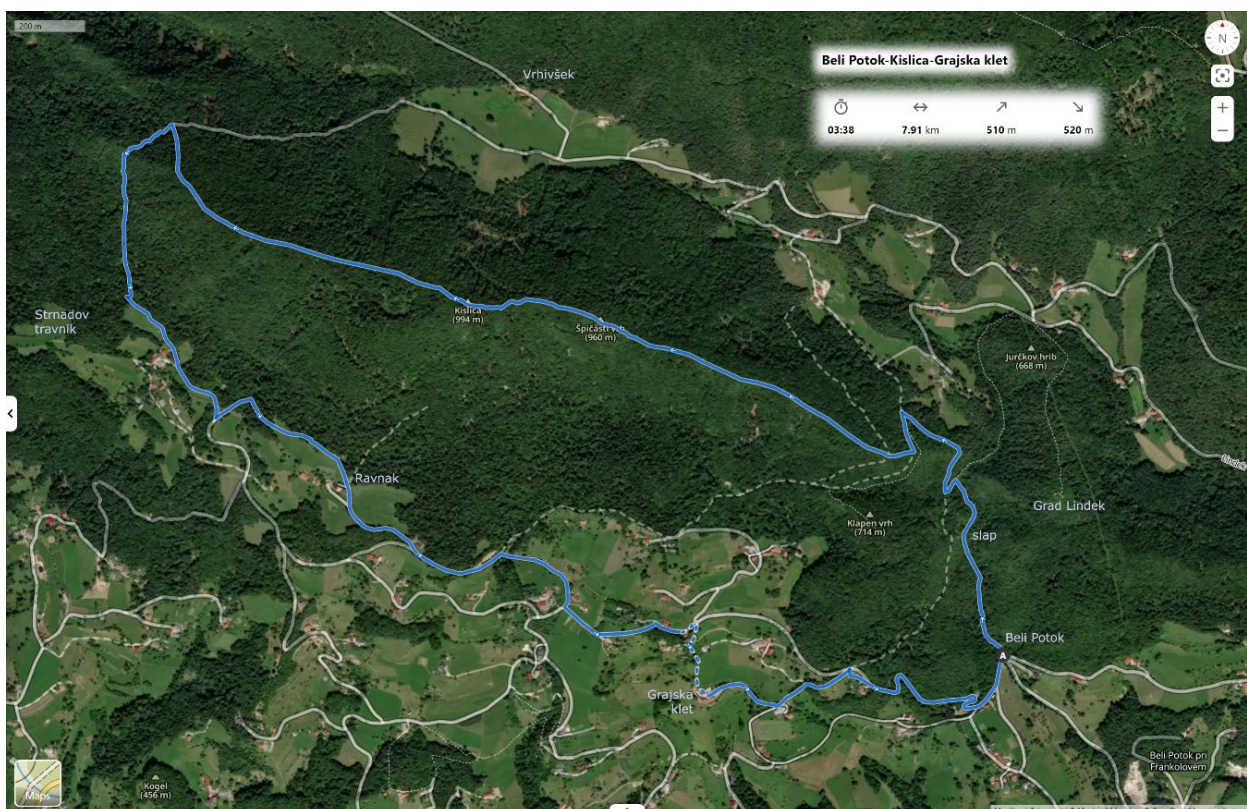 200 m
Vrhivšek
N
Beli Potok-Kislica-Grajska klet
03:38
7.91 km
510 m
520 m
Strnadov
travnik
Kislica
(994 m)
Špičasti vrh
(960 m)
Jurčkov hrib
(668 m)
Lindek
Ravnak
Klapen vrh
(714 m)
Grad Lindek
slap
Beli Potok
A
Grajska
klet
Beli Potok pri
Frankolovem
Kogel
(456 m)
Maps